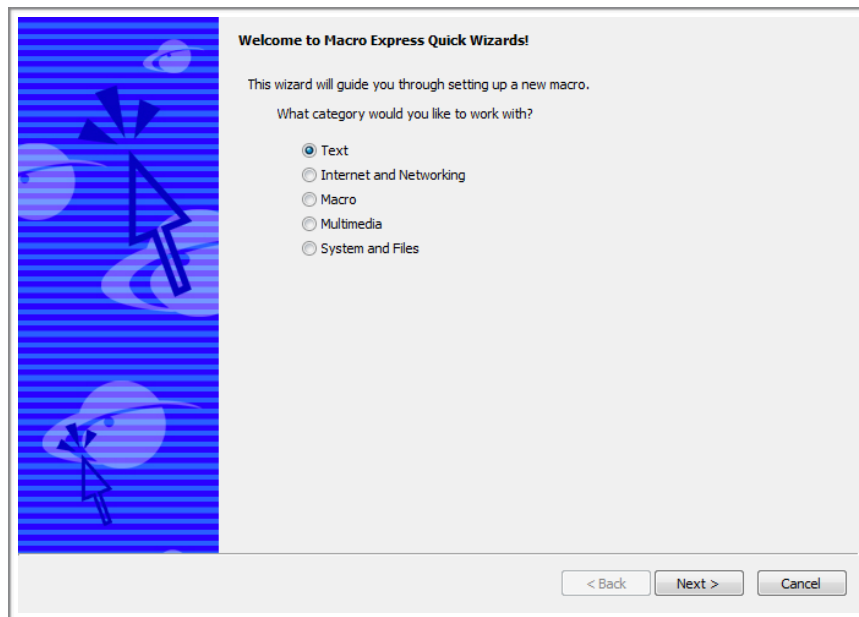 Welcome to Macro Express Quick Wizards!
This wizard will guide you through setting up a new macro.
What category would you like to work with?
Text
Internet and Networking
Macro
Multimedia
System and Files
< Back Next > Cancel